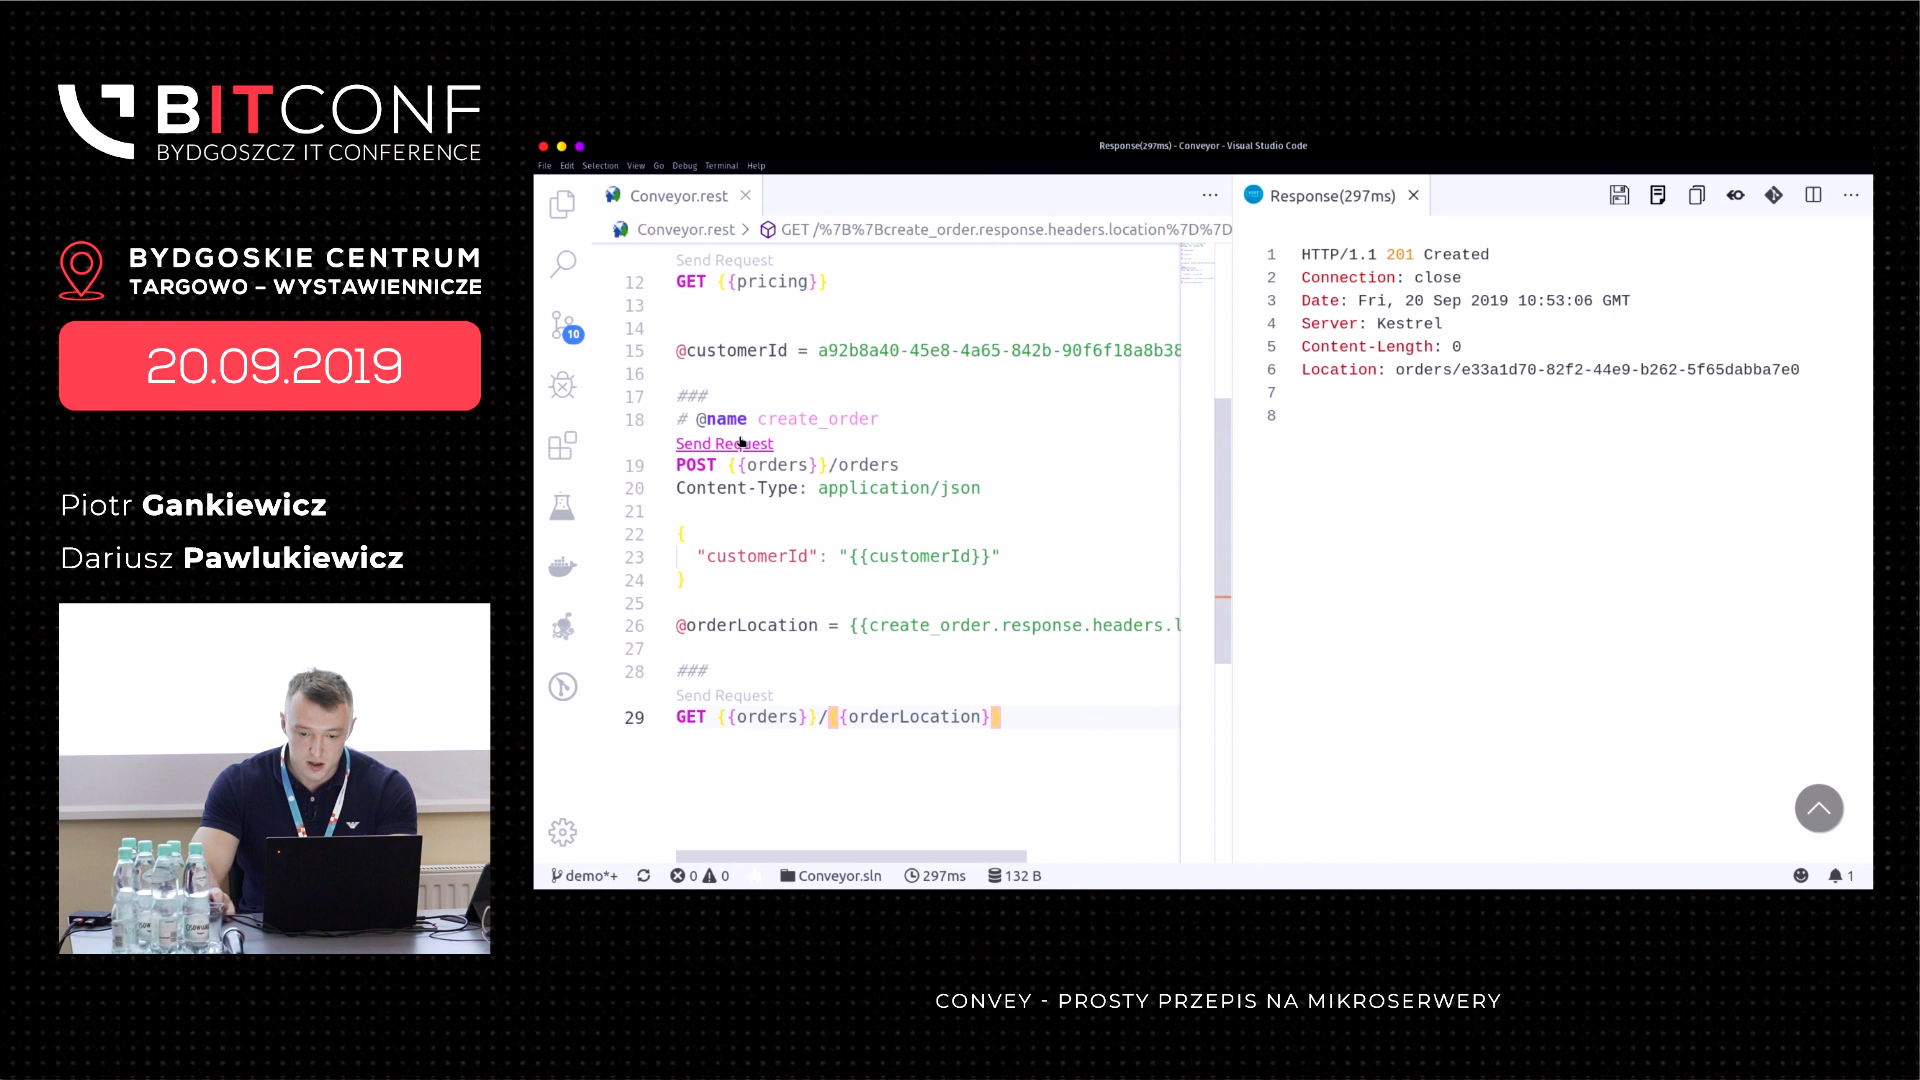 BITCONF
BYDGOSZCZ IT CONFERENCE
BYDGOSKIE CENTRUM
TARGOWO – WYSTAWIENNICZE
20.09.2019
Piotr Gankiewicz
Dariusz Pawlukiewicz
Response(297ms) - Conveyor - Visual Studio Code
File Edit Selection View Go Debug Terminal Help
Conveyor.rest
Conveyor.rest > GET /%7B%7Bcreate_order.response.headers.location%7D%7D
10
Send Request
12 GET {{pricing}}
13
14
15 @customerId = a92b8a40-45e8-4a65-842b-90f6f18a8b38
16
17 ###
18 # @name create_order
Send Request
19 POST {{orders}}/orders
20 Content-Type: application/json
21
22 {
23 "customerId": "{{customerId}}"
24 }
25
26 @orderLocation = {{create_order.response.headers.l
27
28 ###
Send Request
29 GET {{orders}}/{{orderLocation}}
Response(297ms)
1 HTTP/1.1 201 Created
2 Connection: close
3 Date: Fri, 20 Sep 2019 10:53:06 GMT
4 Server: Kestrel
5 Content-Length: 0
6 Location: orders/e33a1d70-82f2-44e9-b262-5f65dabba7e0
7
8
demo*+ 0 0 Conveyor.sln 297ms 132 B 1
CONVEY - PROSTY PRZEPIS NA MIKROSERWERY